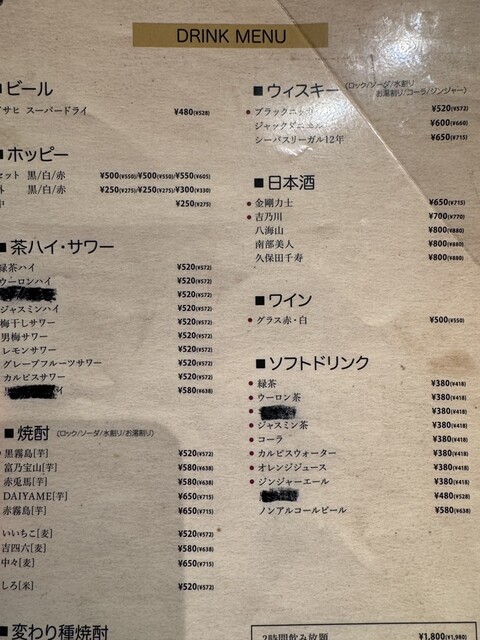 DRINK MENU
■ビール
アサヒ スーパードライ ¥480(¥528)
■ホッピー
セット 黒/白/赤 ¥500(¥550)/¥500(¥550)/¥550(¥605)
外 黒/白/赤 ¥250(¥275)/¥250(¥275)/¥300(¥330)
中 ¥250(¥275)
■茶ハイ・サワー
緑茶ハイ ¥520(¥572)
ウーロンハイ ¥520(¥572)
¥520(¥572)
ジャスミンハイ ¥520(¥572)
梅干しサワー ¥520(¥572)
男梅サワー ¥520(¥572)
レモンサワー ¥520(¥572)
グレープフルーツサワー ¥520(¥572)
カルピスサワー ¥520(¥572)
イ ¥580(¥638)
■焼酎 (ロック/ソーダ/水割り/お湯割り)
黒霧島[芋] ¥520(¥572)
富乃宝山[芋] ¥580(¥638)
赤兎馬[芋] ¥580(¥638)
DAIYAME[芋] ¥650(¥715)
赤霧島[芋] ¥650(¥715)
いいちこ[麦] ¥520(¥572)
吉四六[麦] ¥580(¥638)
中々[麦] ¥650(¥715)
しろ[米] ¥520(¥572)
■変わり種焼酎
■ウィスキー (ロック/ソーダ/水割り
お湯割り/コーラ/ジンジャー)
ブラックニッカ ¥520(¥572)
ジャックダニエル ¥600(¥660)
シーバスリーガル12年 ¥650(¥715)
■日本酒
金剛力士 ¥650(¥715)
吉乃川 ¥700(¥770)
八海山 ¥800(¥880)
南部美人 ¥800(¥880)
久保田千寿 ¥800(¥880)
■ワイン
グラス赤・白 ¥500(¥550)
■ソフトドリンク
緑茶 ¥380(¥418)
ウーロン茶 ¥380(¥418)
¥380(¥418)
ジャスミン茶 ¥380(¥418)
コーラ ¥380(¥418)
カルピスウォーター ¥380(¥418)
オレンジジュース ¥380(¥418)
ジンジャーエール ¥380(¥418)
¥480(¥528)
ノンアルコールビール ¥580(¥638)
2時間飲み放題 ¥1,800(¥1,980)